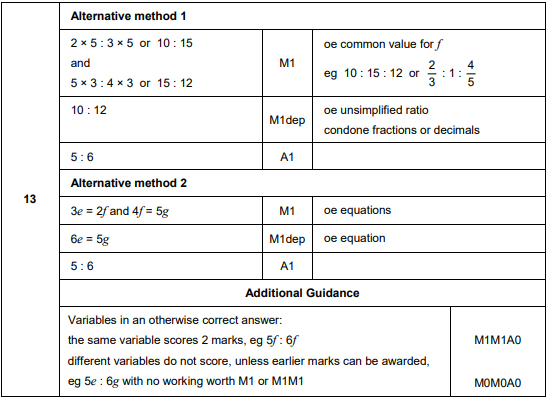 Alternative method 1
2 × 5 : 3 × 5 or 10 : 15
and
5 × 3 : 4 × 3 or 15 : 12
M1
oe common value for f
eg 10 : 15 : 12 or 2/3 : 1 : 4/5
10 : 12
M1dep
oe unsimplified ratio
condone fractions or decimals
5 : 6
A1
13
Alternative method 2
3e = 2f and 4f = 5g
M1
oe equations
6e = 5g
M1dep
oe equation
5 : 6
A1
Additional Guidance
Variables in an otherwise correct answer:
the same variable scores 2 marks, eg 5f : 6f
M1M1A0
different variables do not score, unless earlier marks can be awarded,
eg 5e : 6g with no working worth M1 or M1M1
M0M0A0